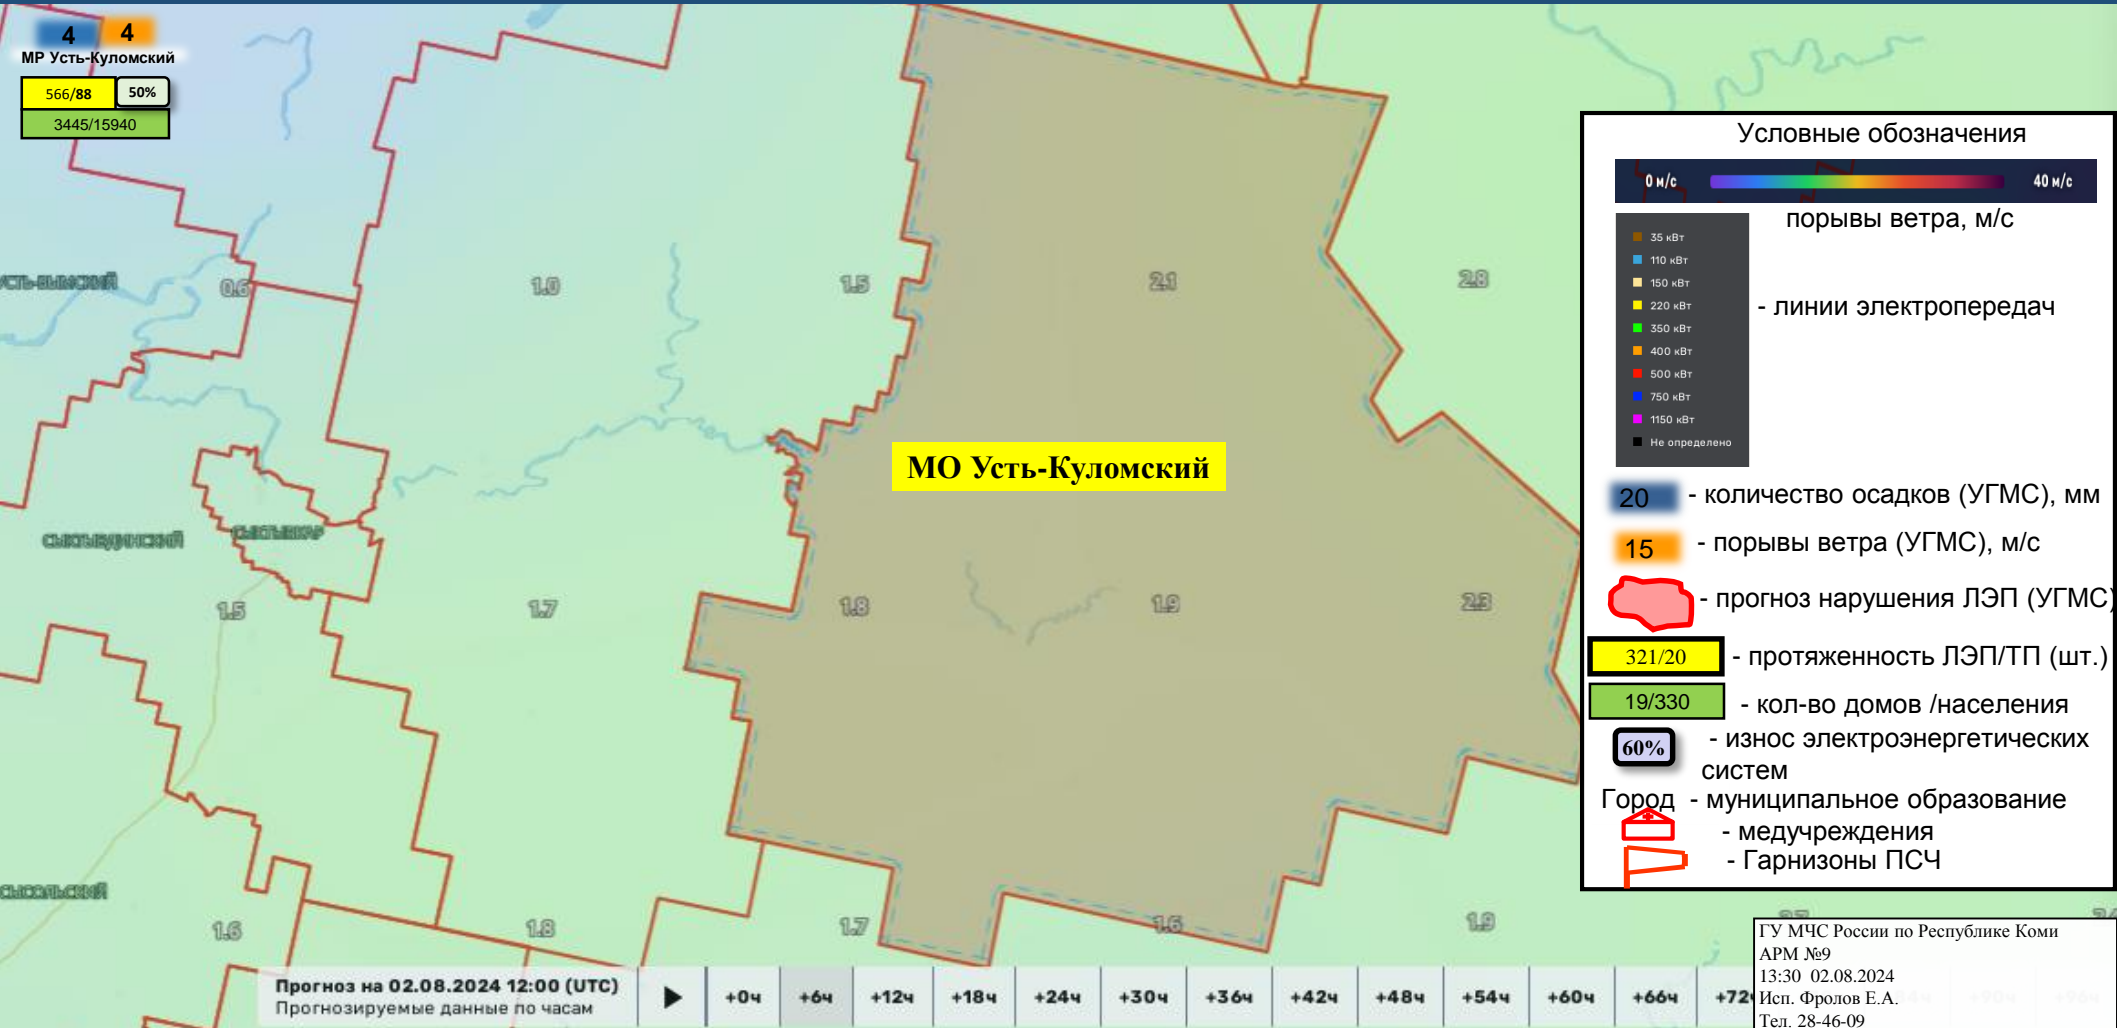 4 4
МР Усть-Куломский
566/88 50%
3445/15940
Условные обозначения
0 м/с 40 м/с
порывы ветра, м/с
35 кВт
110 кВт
150 кВт
220 кВт
350 кВт
400 кВт
500 кВт
750 кВт
1150 кВт
Не определено
- линии электропередач
20 - количество осадков (УГМС), мм
15 - порывы ветра (УГМС), м/с
- прогноз нарушения ЛЭП (УГМС)
321/20 - протяженность ЛЭП/ТП (шт.)
19/330 - кол-во домов /населения
60% - износ электроэнергетических
систем
Город - муниципальное образование
- медучреждения
- Гарнизоны ПСЧ
УСТЬ-ВЫМСКИЙ 0.6 1.0 1.5 2.1 2.8
МО Усть-Куломский
СЫКТЫВДИНСКИЙ СЫКТЫВКАР
1.5 1.7 1.8 1.9 2.3
СЫСОЛЬСКИЙ
1.6 1.8 1.7 1.6 1.9
ГУ МЧС России по Республике Коми
АРМ №9
13:30 02.08.2024
Исп. Фролов Е.А.
Тел. 28-46-09
Прогноз на 02.08.2024 12:00 (UTC)
Прогнозируемые данные по часам
+0ч +6ч +12ч +18ч +24ч +30ч +36ч +42ч +48ч +54ч +60ч +66ч +72